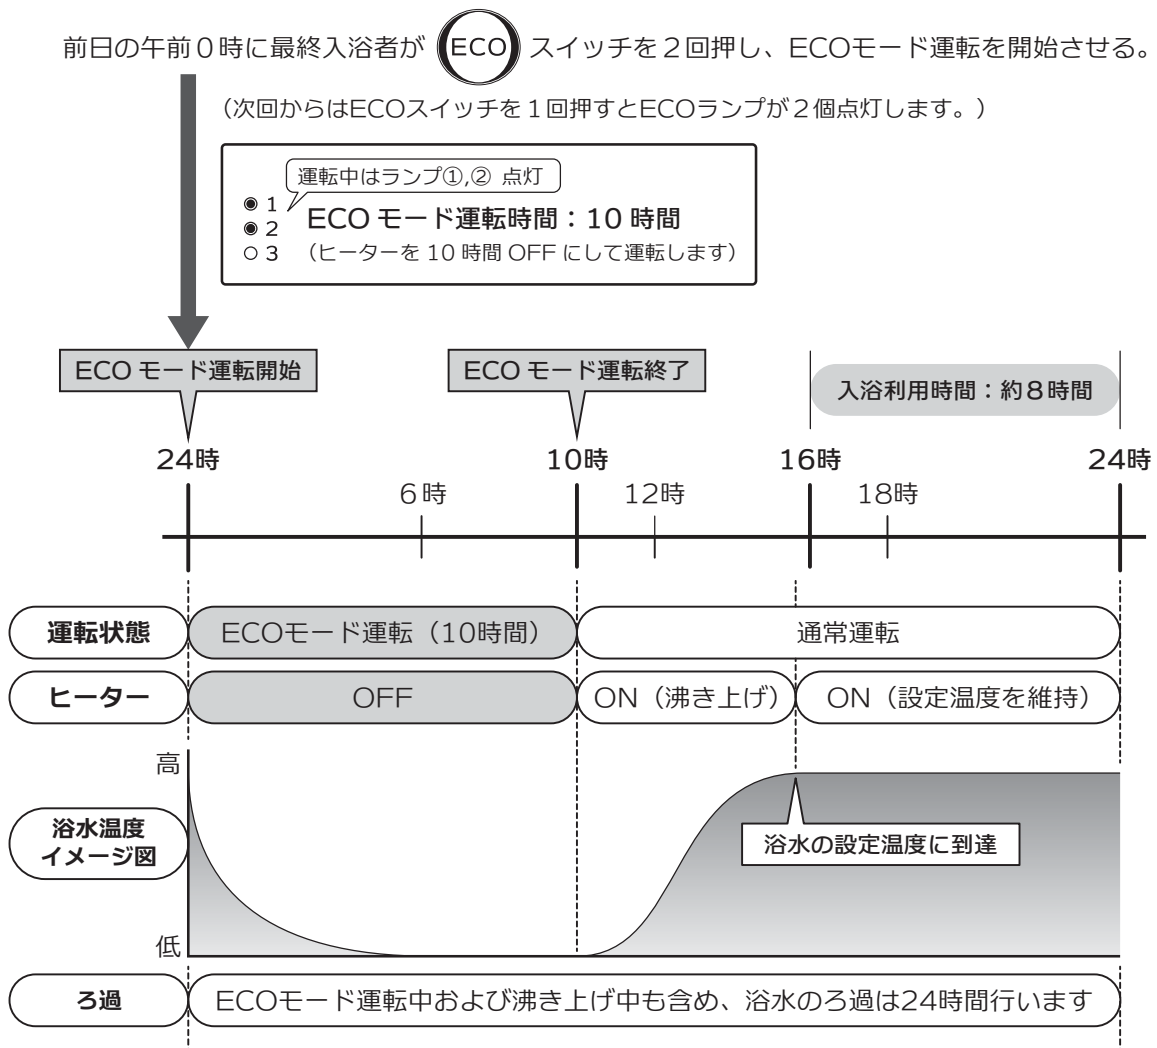 前日の午前0時に最終入浴者が ECO スイッチを2回押し、ECOモード運転を開始させる。
（次回からはECOスイッチを1回押すとECOランプが2個点灯します。）
運転中はランプ①,② 点灯
1
2
3
ECO モード運転時間：10 時間
（ヒーターを 10 時間 OFF にして運転します）
ECO モード運転開始
ECO モード運転終了
入浴利用時間：約8時間
24時
10時
16時
24時
6時
12時
18時
運転状態
ECOモード運転（10時間）
通常運転
ヒーター
OFF
ON（沸き上げ）
ON（設定温度を維持）
高
浴水温度
イメージ図
浴水の設定温度に到達
低
ろ過
ECOモード運転中および沸き上げ中も含め、浴水のろ過は24時間行います